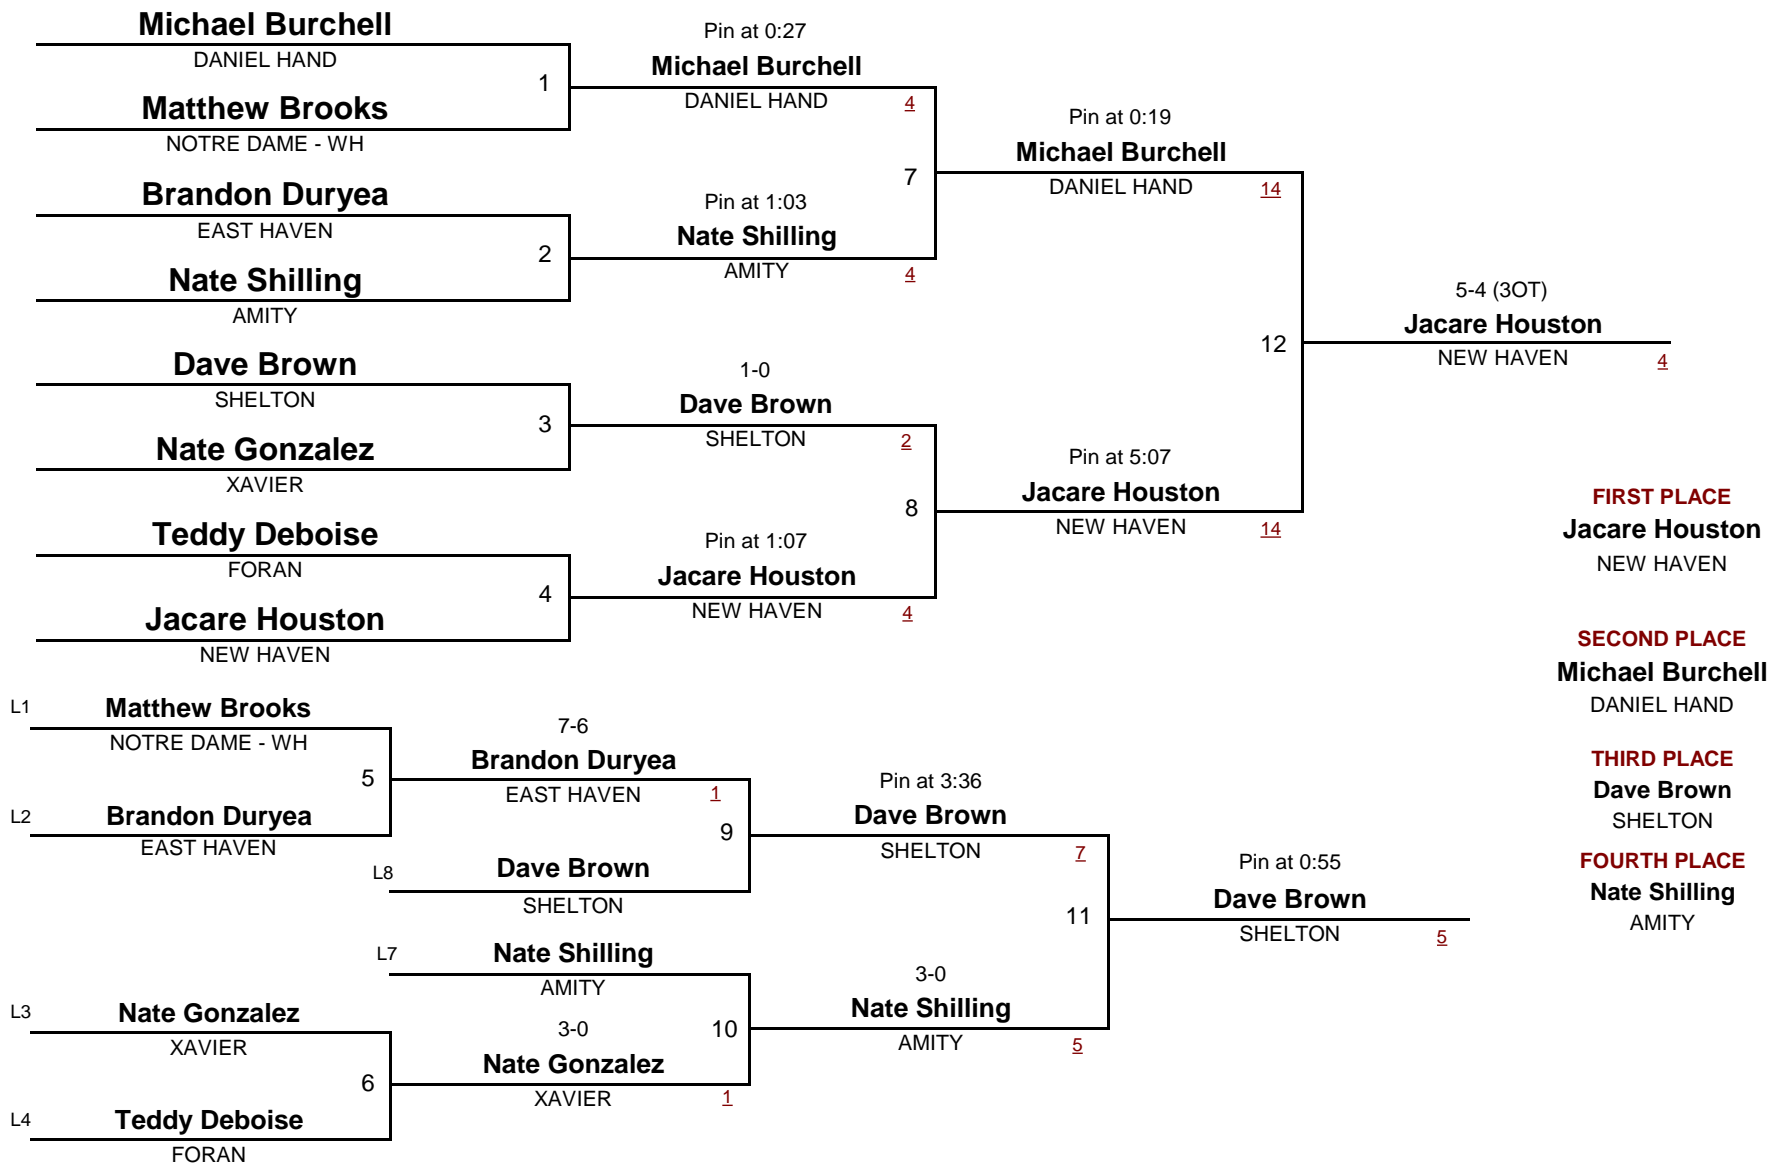 Michael Burchell
DANIEL HAND
1
Matthew Brooks
NOTRE DAME - WH
Brandon Duryea
EAST HAVEN
2
Nate Shilling
AMITY
Dave Brown
SHELTON
3
Nate Gonzalez
XAVIER
Teddy Deboise
FORAN
4
Jacare Houston
NEW HAVEN
Pin at 0:27
Michael Burchell
DANIEL HAND 4
7
Pin at 1:03
Nate Shilling
AMITY 4
1-0
Dave Brown
SHELTON 2
8
Pin at 1:07
Jacare Houston
NEW HAVEN 4
Pin at 0:19
Michael Burchell
DANIEL HAND 14
12
Pin at 5:07
Jacare Houston
NEW HAVEN 14
5-4 (3OT)
Jacare Houston
NEW HAVEN 4
FIRST PLACE
Jacare Houston
NEW HAVEN
SECOND PLACE
Michael Burchell
DANIEL HAND
THIRD PLACE
Dave Brown
SHELTON
FOURTH PLACE
Nate Shilling
AMITY
L1 Matthew Brooks
NOTRE DAME - WH
5
L2 Brandon Duryea
EAST HAVEN
7-6
Brandon Duryea
EAST HAVEN 1
9
L8 Dave Brown
SHELTON
L7 Nate Shilling
AMITY
10
3-0
Nate Gonzalez
XAVIER 1
L3 Nate Gonzalez
XAVIER
6
L4 Teddy Deboise
FORAN
Pin at 3:36
Dave Brown
SHELTON 7
11
3-0
Nate Shilling
AMITY 5
Pin at 0:55
Dave Brown
SHELTON 5